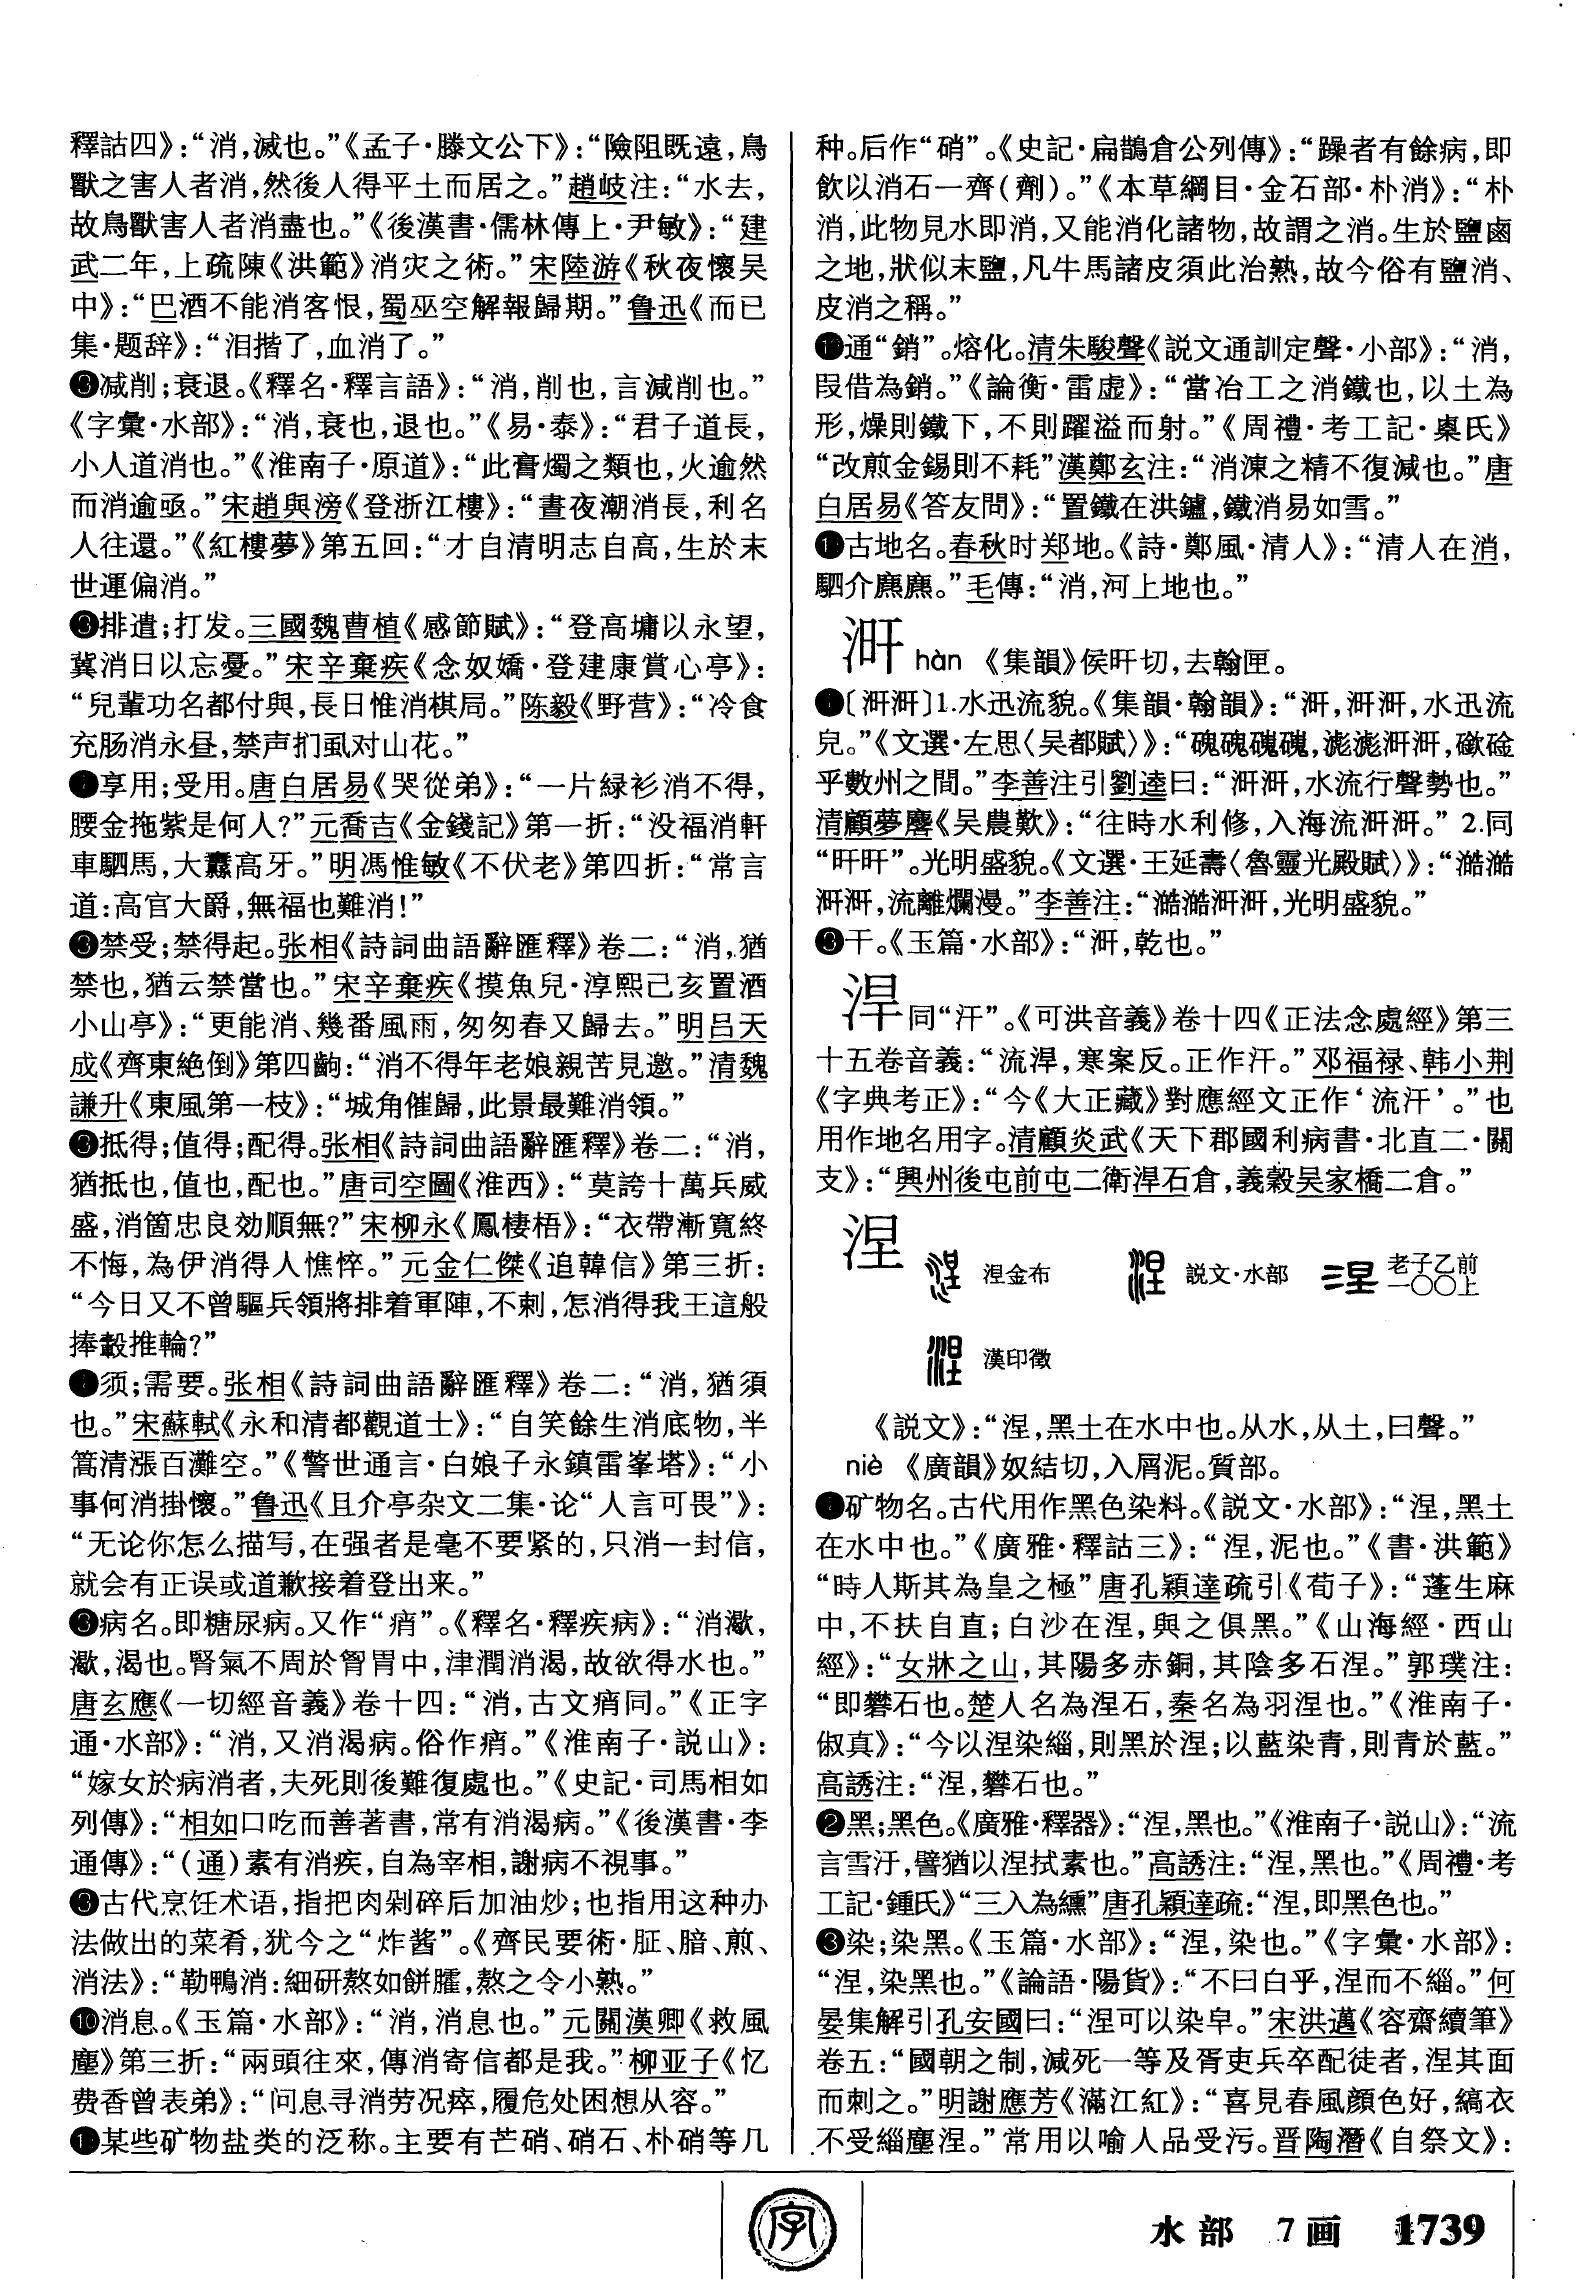 釋詁四》：“消，滅也。”《孟子·滕文公下》：“險阻既遠，鳥
獸之害人者消，然後人得平土而居之。”趙岐注：“水去，
故鳥獸害人者消盡也。”《後漢書·儒林傳上·尹敏》：“建
武二年，上疏陳《洪範》消灾之術。”宋陸游《秋夜懷吴
中》：“巴酒不能消客恨，蜀巫空解報歸期。”鲁迅《而已
集·题辞》：“泪揩了，血消了。”
减削；衰退。《釋名·釋言語》：“消，削也，言減削也。”
《字彙·水部》：“消，衰也，退也。”《易·泰》：“君子道長，
小人道消也。”《淮南子·原道》：“此膏燭之類也，火逾然
而消逾亟。”宋趙與滂《登浙江樓》：“晝夜潮消長，利名
人往還。”《紅樓夢》第五回：“才自清明志自高，生於末
世運偏消。”
排遣；打发。三國魏曹植《感節賦》：“登高墉以永望，
冀消日以忘憂。”宋辛棄疾《念奴嬌·登建康賞心亭》：
“兒輩功名都付與，長日惟消棋局。”陈毅《野营》：“冷食
充肠消永昼，禁声扪虱对山花。”
享用；受用。唐白居易《哭從弟》：“一片緑衫消不得，
腰金拖紫是何人？”元喬吉《金錢記》第一折：“没福消軒
車駟馬，大纛高牙。”明馮惟敏《不伏老》第四折：“常言
道：高官大爵，無福也難消！”
禁受；禁得起。张相《詩詞曲語辭匯釋》卷二：“消，猶
禁也，猶云禁當也。”宋辛棄疾《摸魚兒·淳熙己亥置酒
小山亭》：“更能消、幾番風雨，匆匆春又歸去。”明吕天
成《齊東絶倒》第四齣：“消不得年老娘親苦見邀。”清魏
謙升《東風第一枝》：“城角催歸，此景最難消領。”
抵得；值得；配得。张相《詩詞曲語辭匯釋》卷二：“消，
猶抵也，值也，配也。”唐司空圖《淮西》：“莫誇十萬兵威
盛，消箇忠良効順無？”宋柳永《鳳棲梧》：“衣帶漸寬終
不悔，為伊消得人憔悴。”元金仁傑《追韓信》第三折：
“今日又不曾驅兵領將排着軍陣，不刺，怎消得我王這般
捧轂推輪？”
须；需要。张相《詩詞曲語辭匯釋》卷二：“消，猶須
也。”宋蘇軾《永和清都觀道士》：“自笑餘生消底物，半
篙清漲百灘空。”《警世通言·白娘子永鎮雷峯塔》：“小
事何消掛懷。”鲁迅《且介亭杂文二集·论“人言可畏”》：
“无论你怎么描写，在强者是毫不要紧的，只消一封信，
就会有正误或道歉接着登出来。”
病名。即糖尿病。又作“痟”。《釋名·釋疾病》：“消㵣，
㵣，渴也。腎氣不周於胷胃中，津潤消渴，故欲得水也。”
唐玄應《一切經音義》卷十四：“消，古文痟同。”《正字
通·水部》：“消，又消渴病。俗作痟。”《淮南子·説山》：
“嫁女於病消者，夫死則後難復處也。”《史記·司馬相如
列傳》：“相如口吃而善著書，常有消渴病。”《後漢書·李
通傳》：“（通）素有消疾，自為宰相，謝病不視事。”
古代烹饪术语，指把肉剁碎后加油炒；也指用这种办
法做出的菜肴，犹今之“炸酱”。《齊民要術·䏣、腤、煎、
消法》：“勒鴨消：細研熬如餅臛，熬之令小熟。”
⑩消息。《玉篇·水部》：“消，消息也。”元關漢卿《救風
塵》第三折：“兩頭往來，傳消寄信都是我。”柳亚子《忆
费香曾表弟》：“问息寻消劳况瘁，履危处困想从容。”
某些矿物盐类的泛称。主要有芒硝、硝石、朴硝等几
种。后作“硝”。《史記·扁鵲倉公列傳》：“躁者有餘病，即
飲以消石一齊（劑）。”《本草綱目·金石部·朴消》：“朴
消，此物見水即消，又能消化諸物，故謂之消。生於鹽鹵
之地，狀似末鹽，凡牛馬諸皮須此治熟，故今俗有鹽消、
皮消之稱。”
通“銷”。熔化。清朱駿聲《説文通訓定聲·小部》：“消，
叚借為銷。”《論衡·雷虚》：“當冶工之消鐵也，以土為
形，燥則鐵下，不則躍溢而射。”《周禮·考工記·㮚氏》
“改煎金錫則不耗”漢鄭玄注：“消湅之精不復減也。”唐
白居易《答友問》：“置鐵在洪鑪，鐵消易如雪。”
古地名。春秋时郑地。《詩·鄭風·清人》：“清人在消，
駟介麃麃。”毛傳：“消，河上地也。”
涆 hàn 《集韻》侯旰切，去翰匣。
〔涆涆〕1.水迅流貌。《集韻·翰韻》：“涆，涆涆，水迅流
皃。”《文選·左思〈吴都賦〉》：“磈磈磑磑，滮滮涆涆，㰹硷
乎數州之間。”李善注引劉逵曰：“涆涆，水流行聲勢也。”
清顧夢麐《吴農歎》：“往時水利修，入海流涆涆。”2.同
“旰旰”。光明盛貌。《文選·王延壽〈魯靈光殿賦〉》：“澔澔
涆涆，流離爛漫。”李善注：“澔澔涆涆，光明盛貌。”
干。《玉篇·水部》：“涆，乾也。”
浫同“汗”。《可洪音義》卷十四《正法念處經》第三
十五卷音義：“流浫，寒案反。正作汗。”邓福禄、韩小荆
《字典考正》：“今《大正藏》對應經文正作‘流汗’。”也
用作地名用字。清顧炎武《天下郡國利病書·北直二·關
支》：“興州後屯前屯二衛浫石倉，義穀吴家橋二倉。”
涅 涅金布 説文·水部 老子乙前一〇〇上
漢印徵
《説文》：“涅，黑土在水中也。从水，从土，曰聲。”
niè 《廣韻》奴結切，入屑泥。質部。
矿物名。古代用作黑色染料。《説文·水部》：“涅，黑土
在水中也。”《廣雅·釋詁三》：“涅，泥也。”《書·洪範》
“時人斯其為皇之極”唐孔穎達疏引《荀子》：“蓬生麻
中，不扶自直；白沙在涅，與之俱黑。”《山海經·西山
經》：“女牀之山，其陽多赤銅，其陰多石涅。”郭璞注：
“即礬石也。楚人名為涅石，秦名為羽涅也。”《淮南子·
俶真》：“今以涅染緇，則黑於涅；以藍染青，則青於藍。”
高誘注：“涅，礬石也。”
❷黑；黑色。《廣雅·釋器》：“涅，黑也。”《淮南子·説山》：“流
言雪汙，譬猶以涅拭素也。”高誘注：“涅，黑也。”《周禮·考
工記·鍾氏》“三入為纁”唐孔穎達疏：“涅，即黑色也。”
❸染；染黑。《玉篇·水部》：“涅，染也。”《字彙·水部》：
“涅，染黑也。”《論語·陽貨》：“不曰白乎，涅而不緇。”何
晏集解引孔安國曰：“涅可以染皁。”宋洪邁《容齋續筆》
卷五：“國朝之制，減死一等及胥吏兵卒配徒者，涅其面
而刺之。”明謝應芳《滿江紅》：“喜見春風顔色好，縞衣
不受緇塵涅。”常用以喻人品受污。晋陶潛《自祭文》：
字
水部 7画 1739